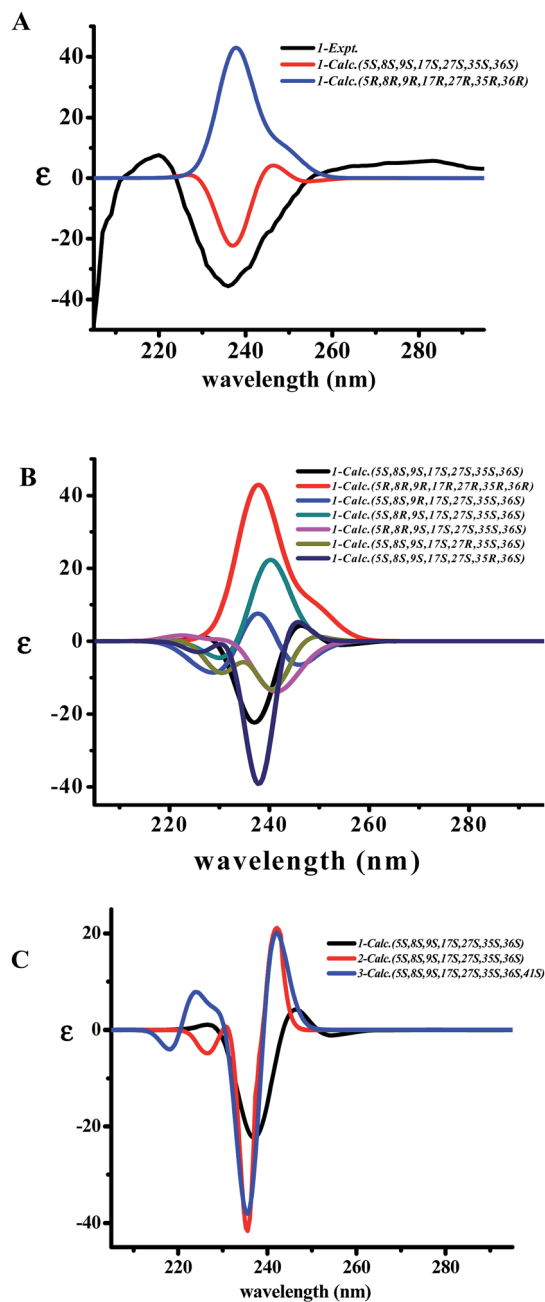 A
40
20
0
-20
-40
ε
220
240
260
280
wavelength (nm)
1-Expt.
1-Calc.(5S,8S,9S,17S,27S,35S,36S)
1-Calc.(5R,8R,9R,17R,27R,35R,36R)
B
40
20
0
-20
-40
ε
220
240
260
280
wavelength (nm)
1-Calc.(5S,8S,9S,17S,27S,35S,36S)
1-Calc.(5R,8R,9R,17R,27R,35R,36R)
1-Calc.(5S,8S,9R,17S,27S,35S,36S)
1-Calc.(5S,8R,9S,17S,27S,35S,36S)
1-Calc.(5R,8R,9S,17S,27S,35S,36S)
1-Calc.(5S,8S,9S,17S,27R,35S,36S)
1-Calc.(5S,8S,9S,17S,27S,35R,36S)
C
20
0
-20
-40
ε
220
240
260
280
wavelength (nm)
1-Calc.(5S,8S,9S,17S,27S,35S,36S)
2-Calc.(5S,8S,9S,17S,27S,35S,36S)
3-Calc.(5S,8S,9S,17S,27S,35S,36S,41S)